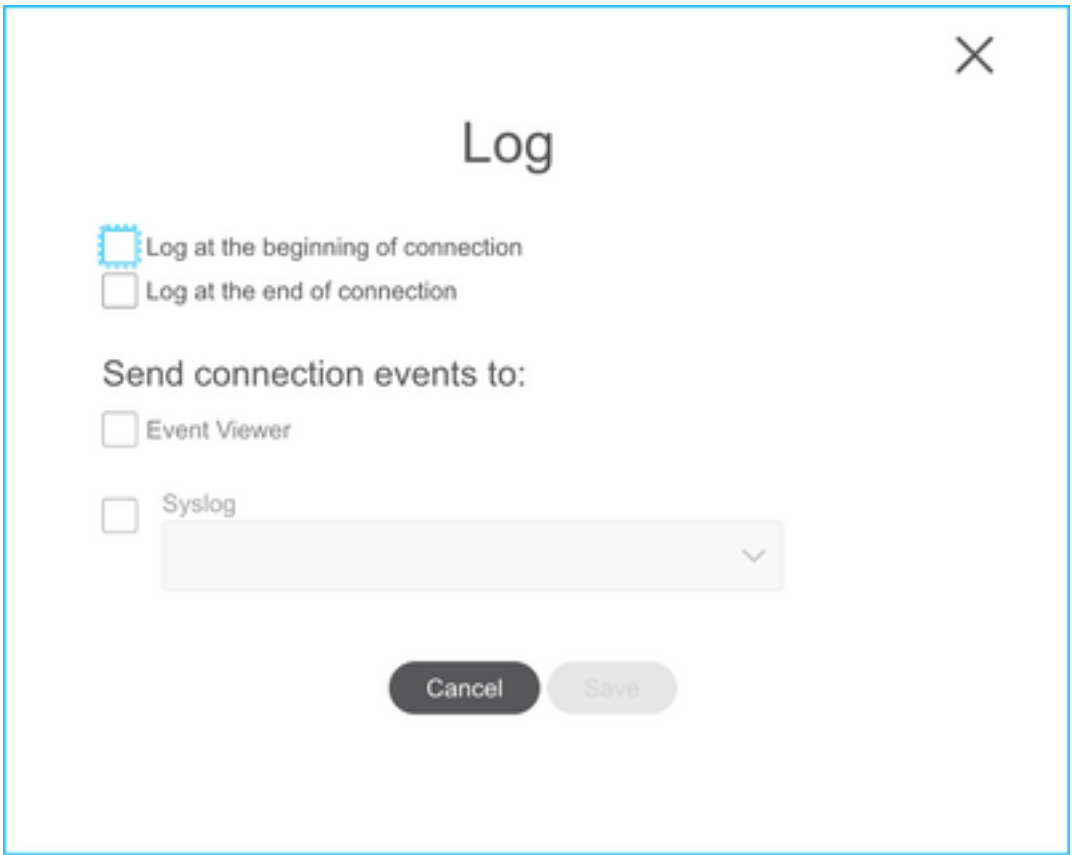 Log
Log at the beginning of connection
Log at the end of connection
Send connection events to:
Event Viewer
Syslog
Cancel Save